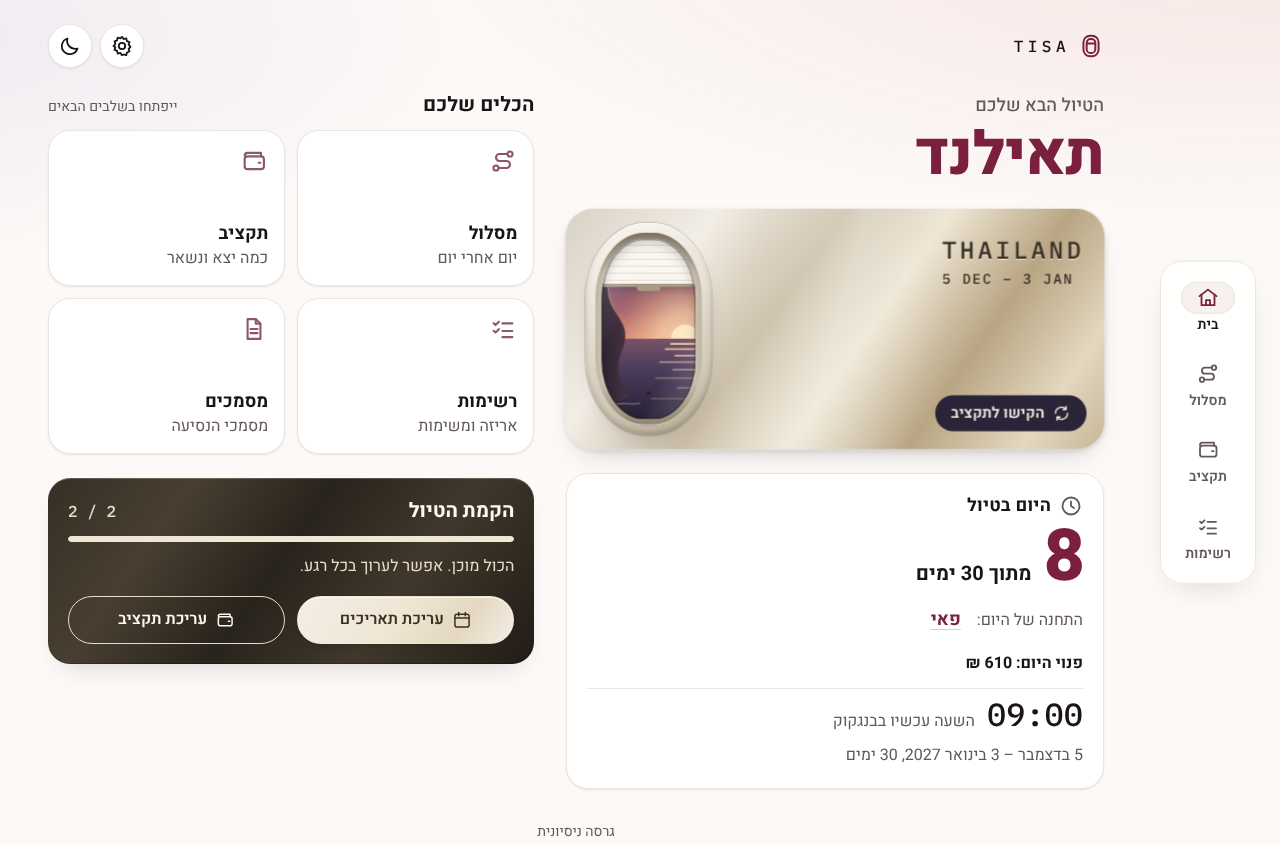 TISA
הטיול הבא שלכם
תאילנד
THAILAND
5 DEC – 3 JAN
הקישו לתקציב
היום בטיול
8 מתוך 30 ימים
התחנה של היום: פאי
פנוי היום: 610 ₪
09:00 השעה עכשיו בבנגקוק
5 בדצמבר – 3 בינואר 2027, 30 ימים
הכלים שלכם
ייפתחו בשלבים הבאים
מסלול
יום אחרי יום
תקציב
כמה יצא ונשאר
רשימות
אריזה ומשימות
מסמכים
מסמכי הנסיעה
הקמת הטיול
2 / 2
הכול מוכן. אפשר לערוך בכל רגע.
עריכת תאריכים
עריכת תקציב
בית
מסלול
תקציב
רשימות
גרסה ניסיונית